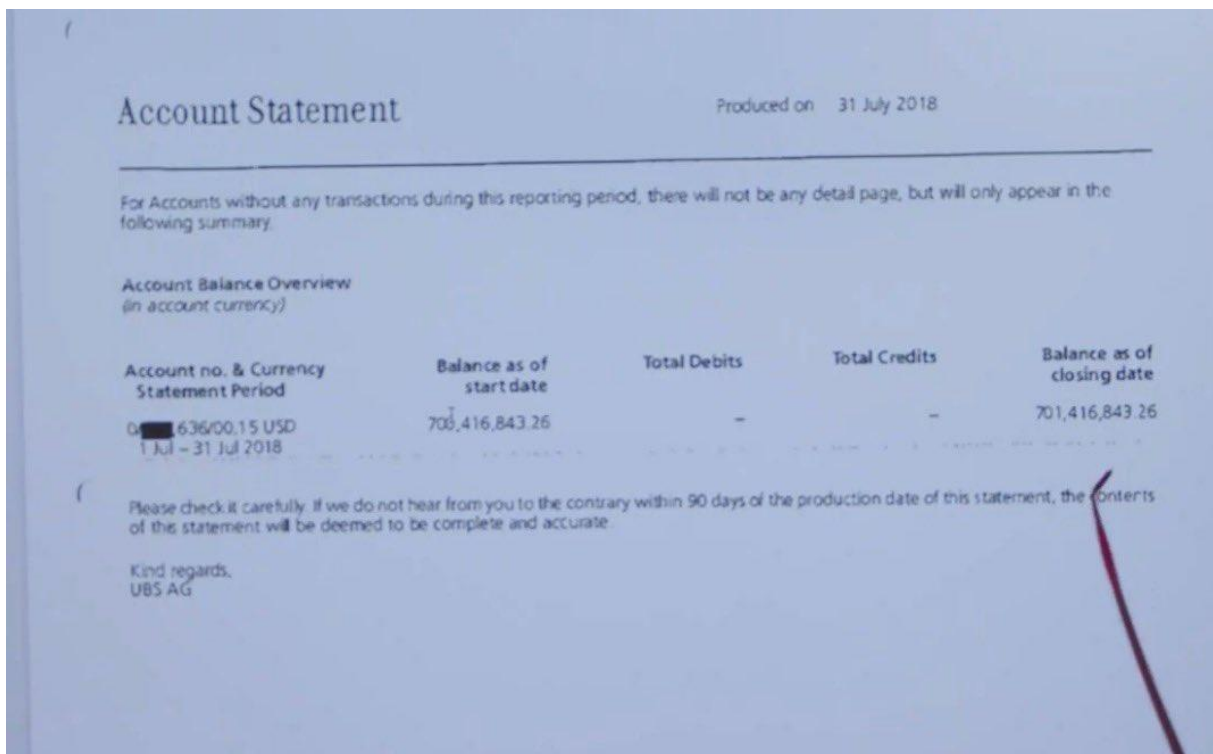 Account Statement
Produced on 31 July 2018
For Accounts without any transactions during this reporting period, there will not be any detail page, but will only appear in the
following summary.
Account Balance Overview
(in account currency)
Account no. & Currency
Statement Period
Balance as of
start date
Total Debits
Total Credits
Balance as of
closing date
636/00.15 USD
1 Jul – 31 Jul 2018
–
–
701,416,843.26
Please check it carefully. If we do not hear from you to the contrary within 90 days of the production date of this statement, the contents
of this statement will be deemed to be complete and accurate.
Kind regards,
UBS AG